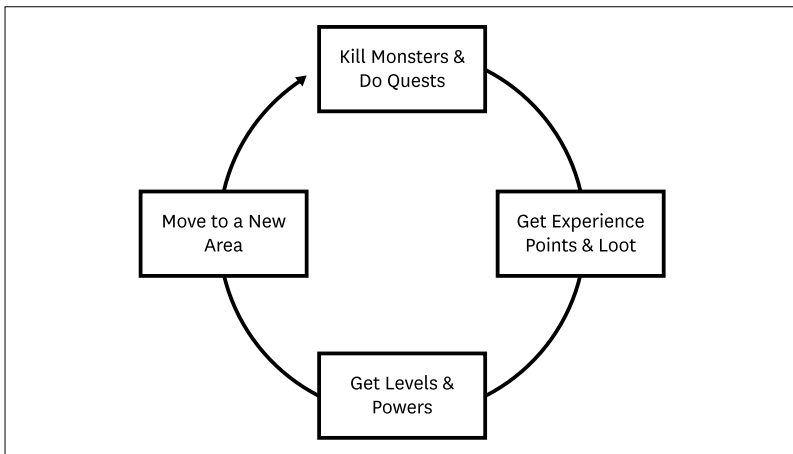 Kill Monsters &
Do Quests
Get Experience
Points & Loot
Get Levels &
Powers
Move to a New
Area